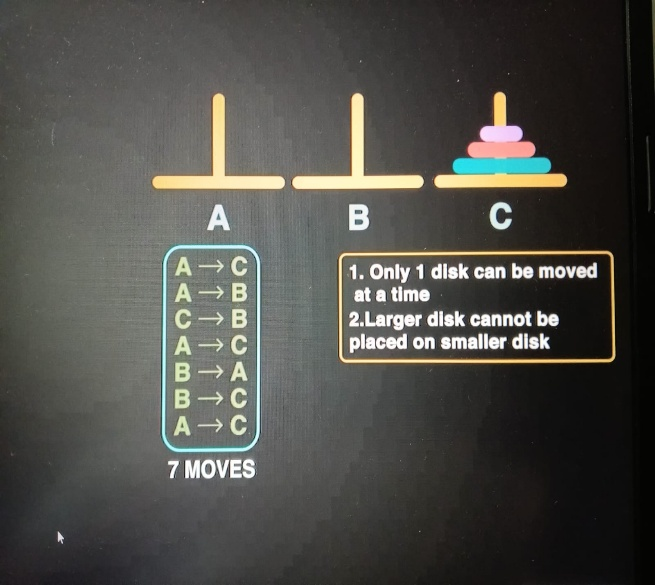 A B C
A → C
A → B
C → B
A → C
B → A
B → C
A → C
7 MOVES
1. Only 1 disk can be moved
at a time
2.Larger disk cannot be
placed on smaller disk